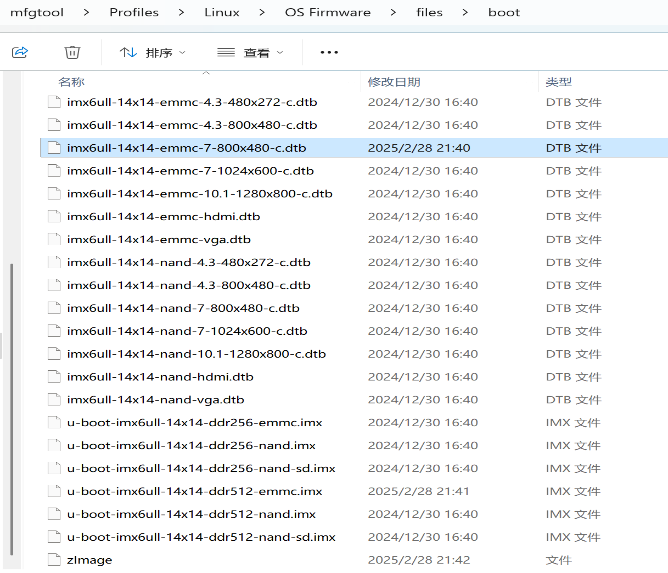 mfgtool > Profiles > Linux > OS Firmware > files > boot
排序 查看 •••
名称 修改日期 类型
imx6ull-14x14-emmc-4.3-480x272-c.dtb 2024/12/30 16:40 DTB 文件
imx6ull-14x14-emmc-4.3-800x480-c.dtb 2024/12/30 16:40 DTB 文件
imx6ull-14x14-emmc-7-800x480-c.dtb 2025/2/28 21:40 DTB 文件
imx6ull-14x14-emmc-7-1024x600-c.dtb 2024/12/30 16:40 DTB 文件
imx6ull-14x14-emmc-10.1-1280x800-c.dtb 2024/12/30 16:40 DTB 文件
imx6ull-14x14-emmc-hdmi.dtb 2024/12/30 16:40 DTB 文件
imx6ull-14x14-emmc-vga.dtb 2024/12/30 16:40 DTB 文件
imx6ull-14x14-nand-4.3-480x272-c.dtb 2024/12/30 16:40 DTB 文件
imx6ull-14x14-nand-4.3-800x480-c.dtb 2024/12/30 16:40 DTB 文件
imx6ull-14x14-nand-7-800x480-c.dtb 2024/12/30 16:40 DTB 文件
imx6ull-14x14-nand-7-1024x600-c.dtb 2024/12/30 16:40 DTB 文件
imx6ull-14x14-nand-10.1-1280x800-c.dtb 2024/12/30 16:40 DTB 文件
imx6ull-14x14-nand-hdmi.dtb 2024/12/30 16:40 DTB 文件
imx6ull-14x14-nand-vga.dtb 2024/12/30 16:40 DTB 文件
u-boot-imx6ull-14x14-ddr256-emmc.imx 2024/12/30 16:40 IMX 文件
u-boot-imx6ull-14x14-ddr256-nand.imx 2024/12/30 16:40 IMX 文件
u-boot-imx6ull-14x14-ddr256-nand-sd.imx 2024/12/30 16:40 IMX 文件
u-boot-imx6ull-14x14-ddr512-emmc.imx 2025/2/28 21:41 IMX 文件
u-boot-imx6ull-14x14-ddr512-nand.imx 2024/12/30 16:40 IMX 文件
u-boot-imx6ull-14x14-ddr512-nand-sd.imx 2024/12/30 16:40 IMX 文件
zImage 2025/2/28 21:42 文件